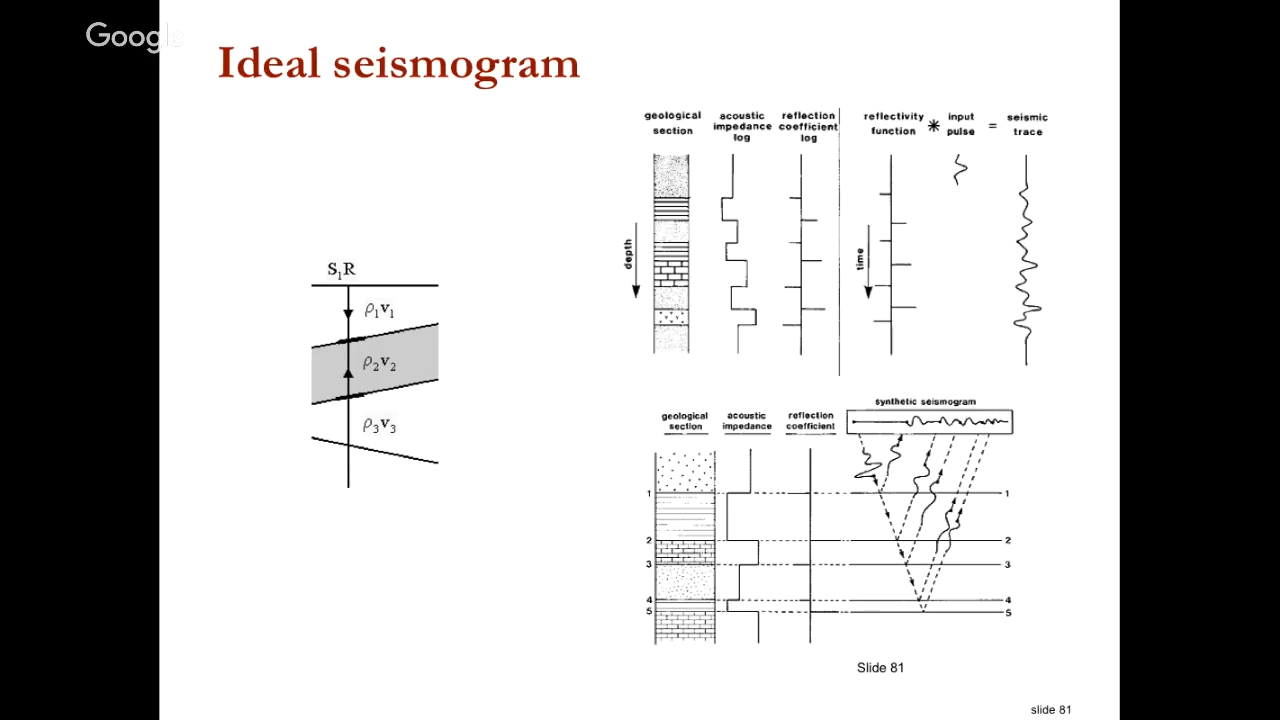 Google
Ideal seismogram
geological
section
acoustic
impedance
log
reflection
coefficient
log
reflectivity
function
*
input
pulse
=
seismic
trace
depth
time
S₁R
ρ₁v₁
ρ₂v₂
ρ₃v₃
synthetic seismogram
geological
section
acoustic
impedance
reflection
coefficient
1
1
2
2
3
3
4
4
5
5
Slide 81
slide 81